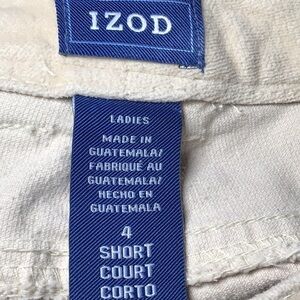 IZOD
LADIES
MADE IN
GUATEMALA/
FABRIQUÉ AU
GUATEMALA/
HECHO EN
GUATEMALA
4
SHORT
COURT
CORTO